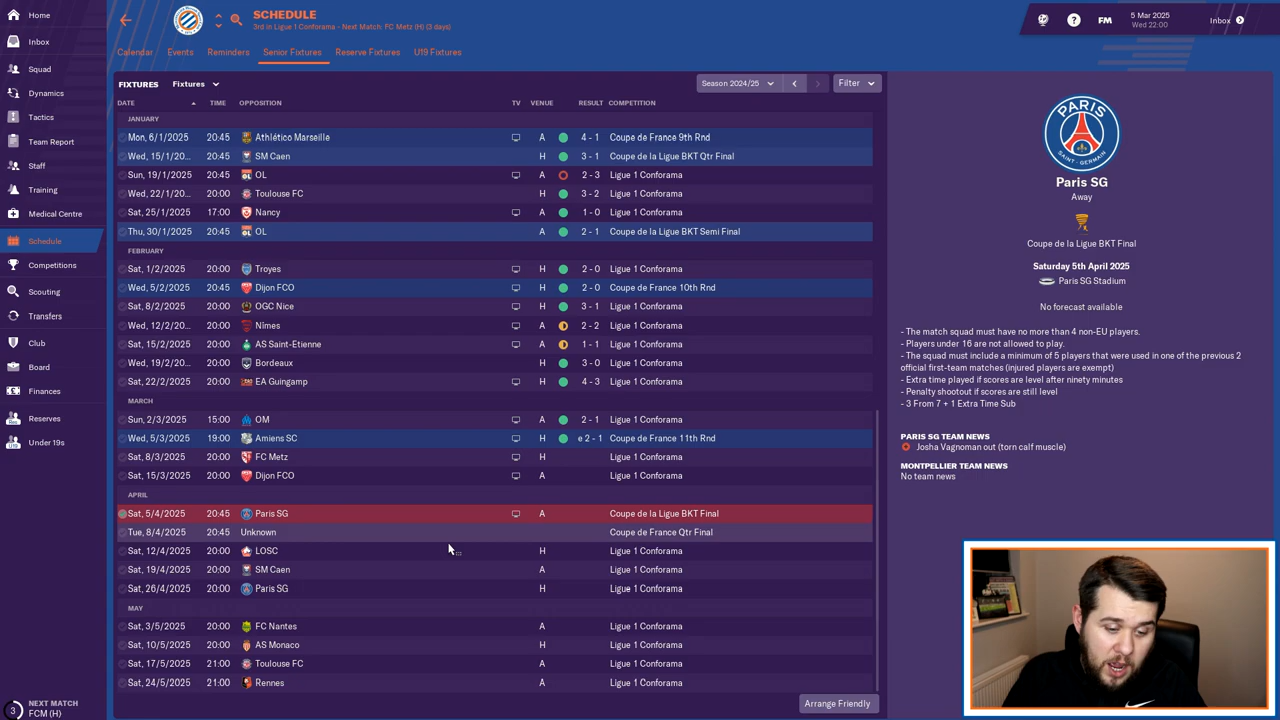 Home
Inbox
Squad
Dynamics
Tactics
Team Report
Staff
Training
Medical Centre
Schedule
Competitions
Scouting
Transfers
Club
Board
Finances
Reserves
Under 19s
3 NEXT MATCH
FCM (H)
SCHEDULE
3rd in Ligue 1 Conforama - Next Match: FC Metz (H) (3 days)
FM
5 Mar 2025
Wed 22:00
Inbox
Calendar Events Reminders Senior Fixtures Reserve Fixtures U19 Fixtures
FIXTURES Fixtures Season 2024/25 Filter
DATE TIME OPPOSITION TV VENUE RESULT COMPETITION
JANUARY
Mon, 6/1/2025 20:45 Athlético Marseille A 4 - 1 Coupe de France 9th Rnd
Wed, 15/1/20... 20:45 SM Caen H 3 - 1 Coupe de la Ligue BKT Qtr Final
Sun, 19/1/2025 20:45 OL A 2 - 3 Ligue 1 Conforama
Wed, 22/1/20... 20:00 Toulouse FC H 3 - 2 Ligue 1 Conforama
Sat, 25/1/2025 17:00 Nancy A 1 - 0 Ligue 1 Conforama
Thu, 30/1/2025 20:45 OL A 2 - 1 Coupe de la Ligue BKT Semi Final
FEBRUARY
Sat, 1/2/2025 20:00 Troyes H 2 - 0 Ligue 1 Conforama
Wed, 5/2/2025 20:45 Dijon FCO H 2 - 0 Coupe de France 10th Rnd
Sat, 8/2/2025 20:00 OGC Nice H 3 - 1 Ligue 1 Conforama
Wed, 12/2/20... 20:00 Nîmes A 2 - 2 Ligue 1 Conforama
Sat, 15/2/2025 20:00 AS Saint-Etienne A 1 - 1 Ligue 1 Conforama
Wed, 19/2/20... 20:00 Bordeaux H 3 - 0 Ligue 1 Conforama
Sat, 22/2/2025 20:00 EA Guingamp H 4 - 3 Ligue 1 Conforama
MARCH
Sun, 2/3/2025 15:00 OM A 2 - 1 Ligue 1 Conforama
Wed, 5/3/2025 19:00 Amiens SC H e 2 - 1 Coupe de France 11th Rnd
Sat, 8/3/2025 20:00 FC Metz H Ligue 1 Conforama
Sat, 15/3/2025 20:00 Dijon FCO A Ligue 1 Conforama
APRIL
Sat, 5/4/2025 20:45 Paris SG A Coupe de la Ligue BKT Final
Tue, 8/4/2025 20:45 Unknown Coupe de France Qtr Final
Sat, 12/4/2025 20:00 LOSC H Ligue 1 Conforama
Sat, 19/4/2025 20:00 SM Caen A Ligue 1 Conforama
Sat, 26/4/2025 20:00 Paris SG H Ligue 1 Conforama
MAY
Sat, 3/5/2025 20:00 FC Nantes A Ligue 1 Conforama
Sat, 10/5/2025 20:00 AS Monaco H Ligue 1 Conforama
Sat, 17/5/2025 21:00 Toulouse FC A Ligue 1 Conforama
Sat, 24/5/2025 21:00 Rennes A Ligue 1 Conforama
Arrange Friendly
PARIS
SAINT-GERMAIN
Paris SG
Away
Coupe de la Ligue BKT Final
Saturday 5th April 2025
Paris SG Stadium
No forecast available
- The match squad must have no more than 4 non-EU players.
- Players under 16 are not allowed to play.
- The squad must include a minimum of 5 players that were used in one of the previous 2
official first-team matches (injured players are exempt)
- Extra time played if scores are level after ninety minutes
- Penalty shootout if scores are still level
- 3 From 7 + 1 Extra Time Sub
PARIS SG TEAM NEWS
Josha Vagnoman out (torn calf muscle)
MONTPELLIER TEAM NEWS
No team news